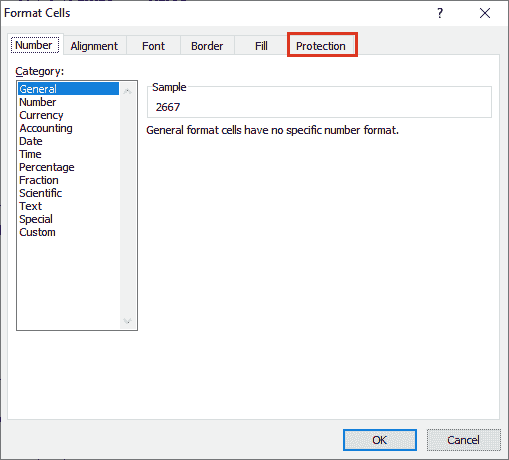 Format Cells
?
Number Alignment Font Border Fill Protection
Category:
General
Number
Currency
Accounting
Date
Time
Percentage
Fraction
Scientific
Text
Special
Custom
Sample
2667
General format cells have no specific number format.
OK Cancel